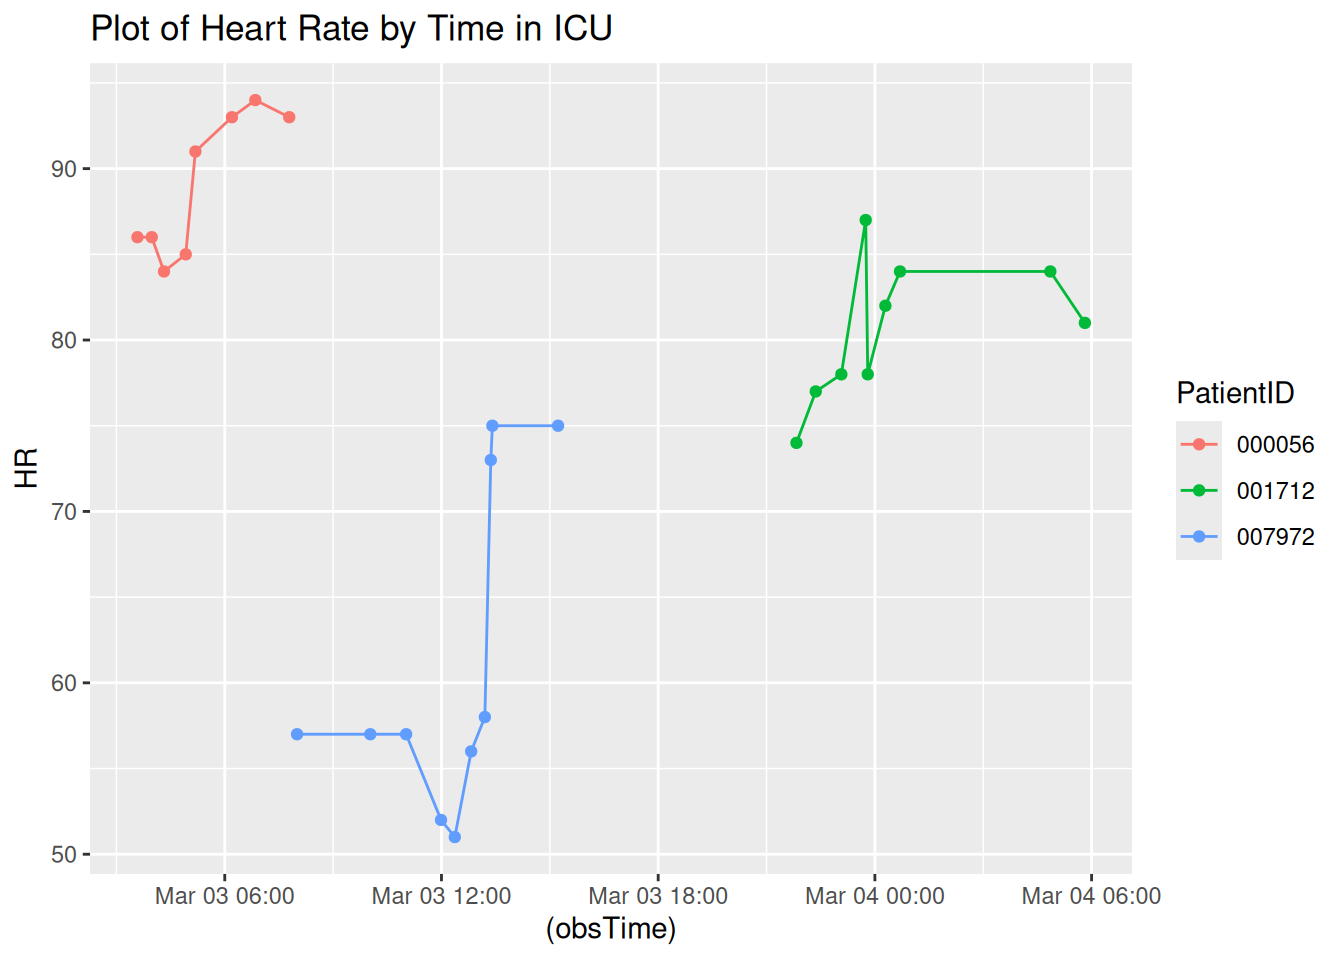 Plot of Heart Rate by Time in ICU
HR
90
80
70
60
50
Mar 03 06:00
Mar 03 12:00
Mar 03 18:00
Mar 04 00:00
Mar 04 06:00
(obsTime)
PatientID
000056
001712
007972